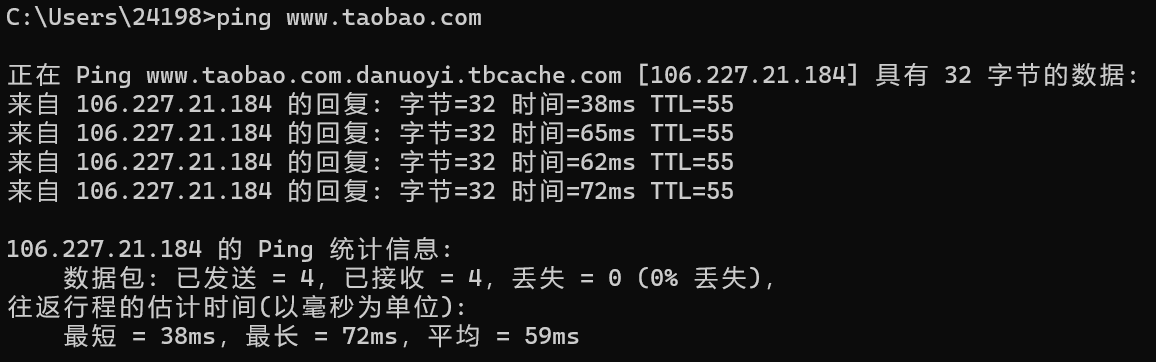 C:\Users\24198>ping www.taobao.com
正在 Ping www.taobao.com.danuoyi.tbcache.com [106.227.21.184] 具有 32 字节的数据:
来自 106.227.21.184 的回复: 字节=32 时间=38ms TTL=55
来自 106.227.21.184 的回复: 字节=32 时间=65ms TTL=55
来自 106.227.21.184 的回复: 字节=32 时间=62ms TTL=55
来自 106.227.21.184 的回复: 字节=32 时间=72ms TTL=55
106.227.21.184 的 Ping 统计信息:
数据包: 已发送 = 4, 已接收 = 4, 丢失 = 0 (0% 丢失),
往返行程的估计时间(以毫秒为单位):
最短 = 38ms, 最长 = 72ms, 平均 = 59ms